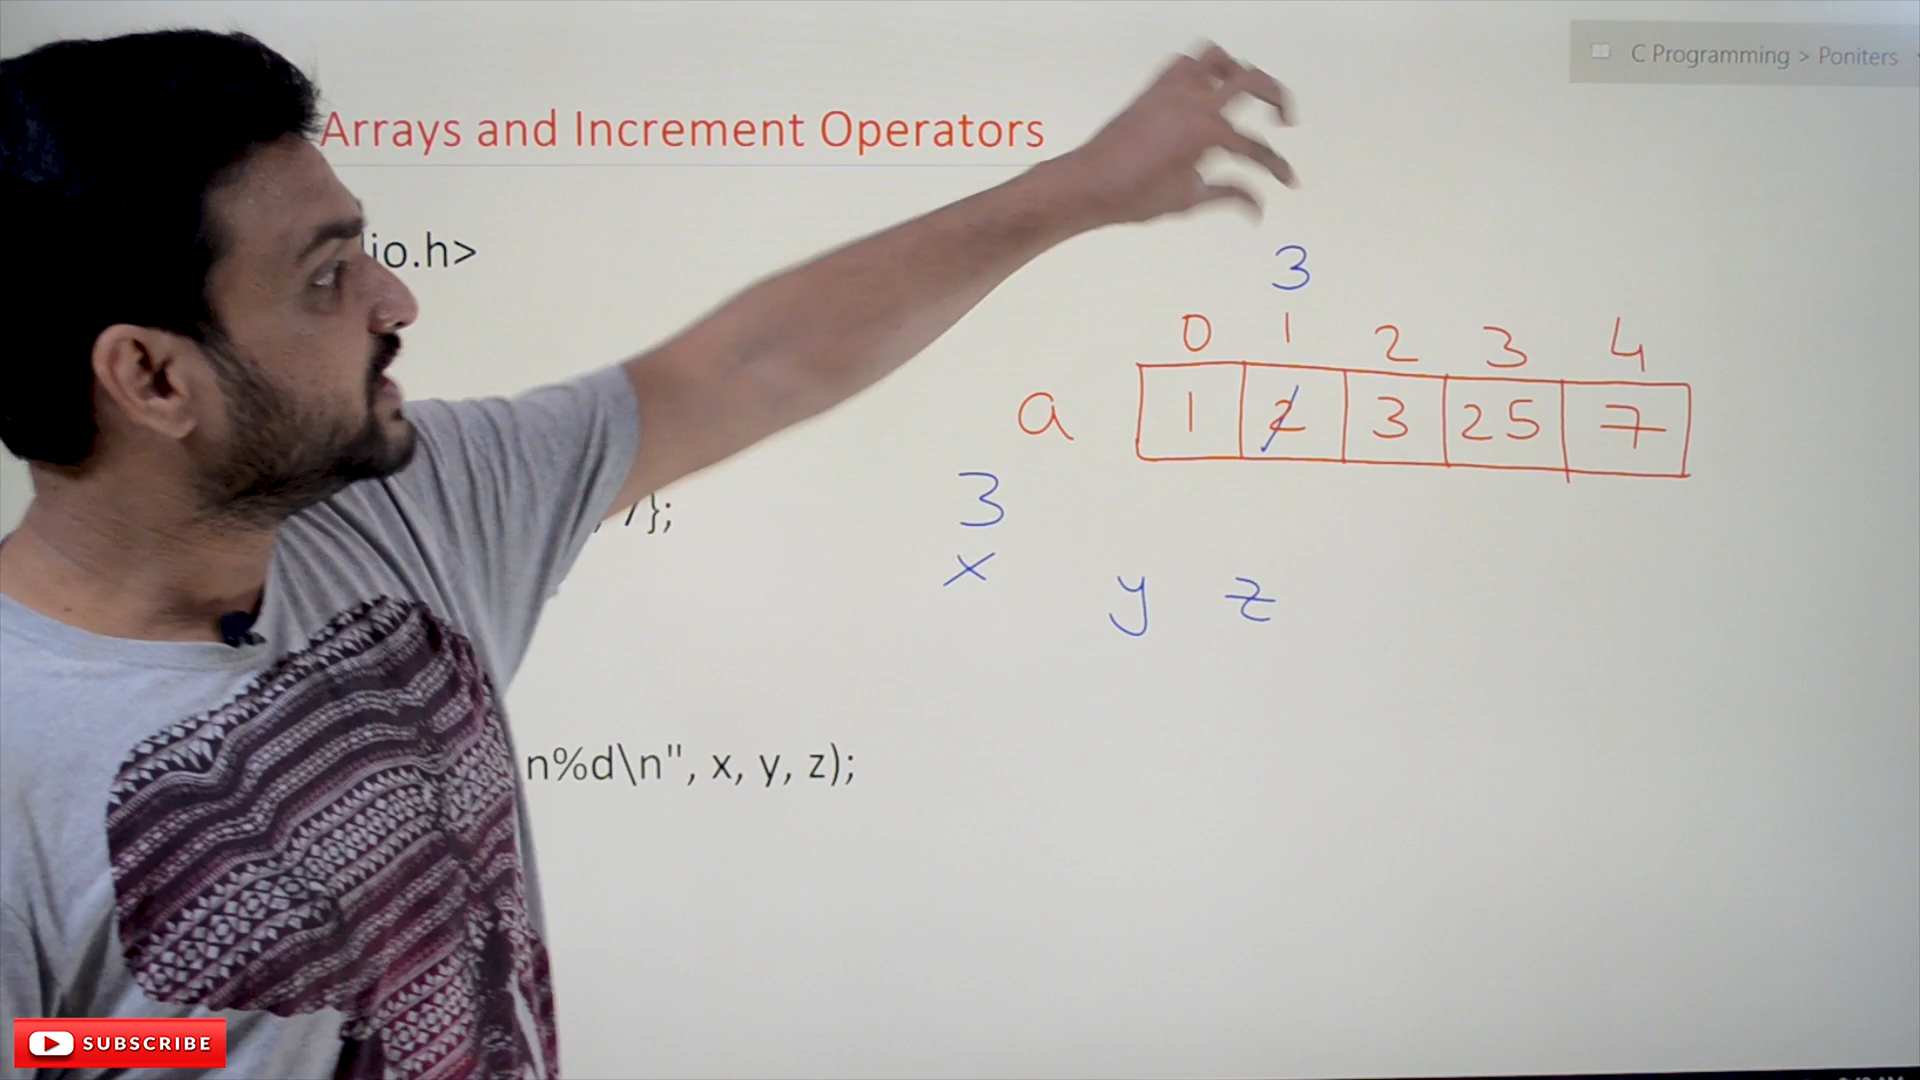 C Programming > Poniters
Arrays and Increment Operators
io.h>
3
0 1 2 3 4
a 1 2 3 25 7
3
7};
x y z
n%d\n", x, y, z);
SUBSCRIBE